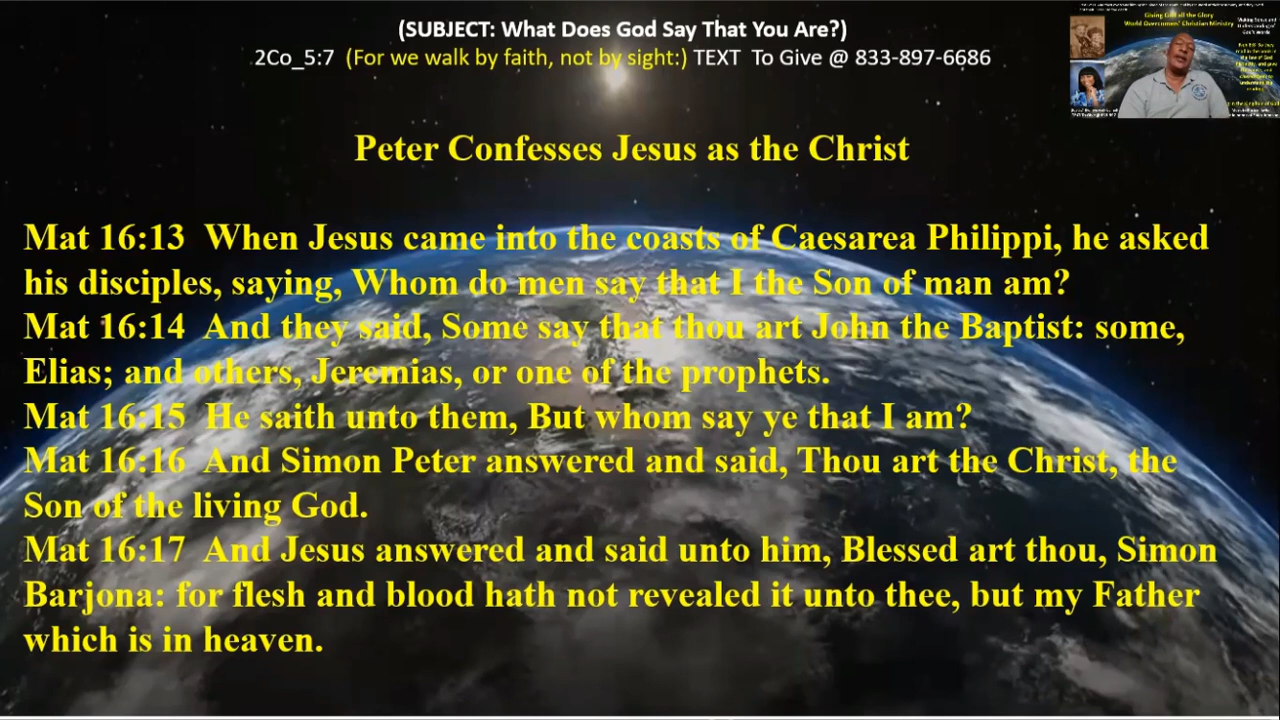 (SUBJECT: What Does God Say That You Are?)
2Co_5:7 (For we walk by faith, not by sight:) TEXT To Give @ 833-897-6686
Giving God all the Glory
World Overcomers' Christian Ministry
Peter Confesses Jesus as the Christ
Mat 16:13 When Jesus came into the coasts of Caesarea Philippi, he asked
his disciples, saying, Whom do men say that I the Son of man am?
Mat 16:14 And they said, Some say that thou art John the Baptist: some,
Elias; and others, Jeremias, or one of the prophets.
Mat 16:15 He saith unto them, But whom say ye that I am?
Mat 16:16 And Simon Peter answered and said, Thou art the Christ, the
Son of the living God.
Mat 16:17 And Jesus answered and said unto him, Blessed art thou, Simon
Barjona: for flesh and blood hath not revealed it unto thee, but my Father
which is in heaven.